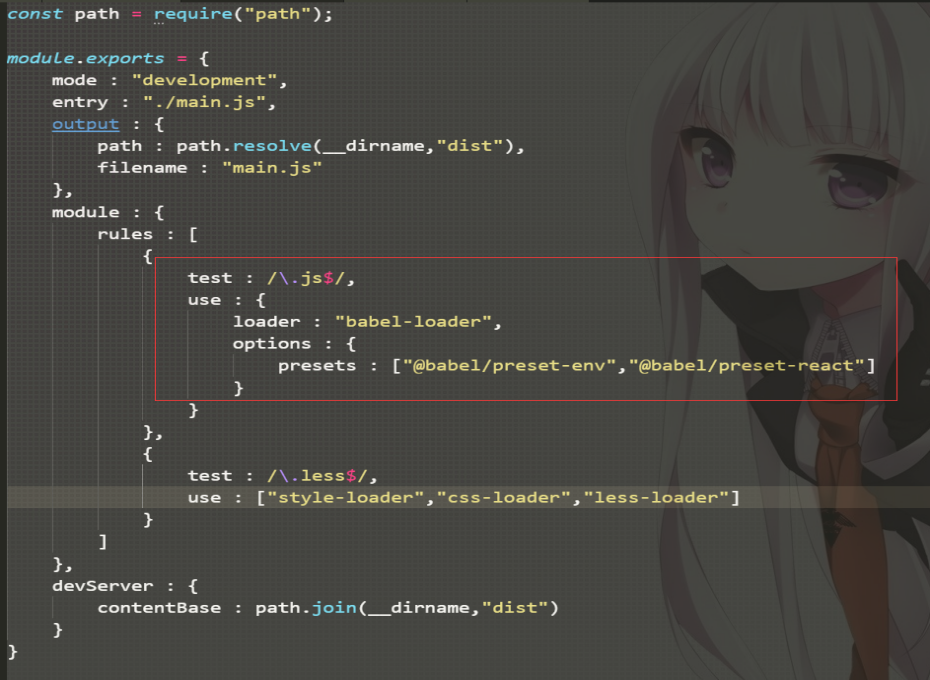 const path = require("path");
module.exports = {
mode : "development",
entry : "./main.js",
output : {
path : path.resolve(__dirname,"dist"),
filename : "main.js"
},
module : {
rules : [
{
test : /\.js$/,
use : {
loader : "babel-loader",
options : {
presets : ["@babel/preset-env","@babel/preset-react"]
}
}
},
{
test : /\.less$/,
use : ["style-loader","css-loader","less-loader"]
}
]
},
devServer : {
contentBase : path.join(__dirname,"dist")
}
}